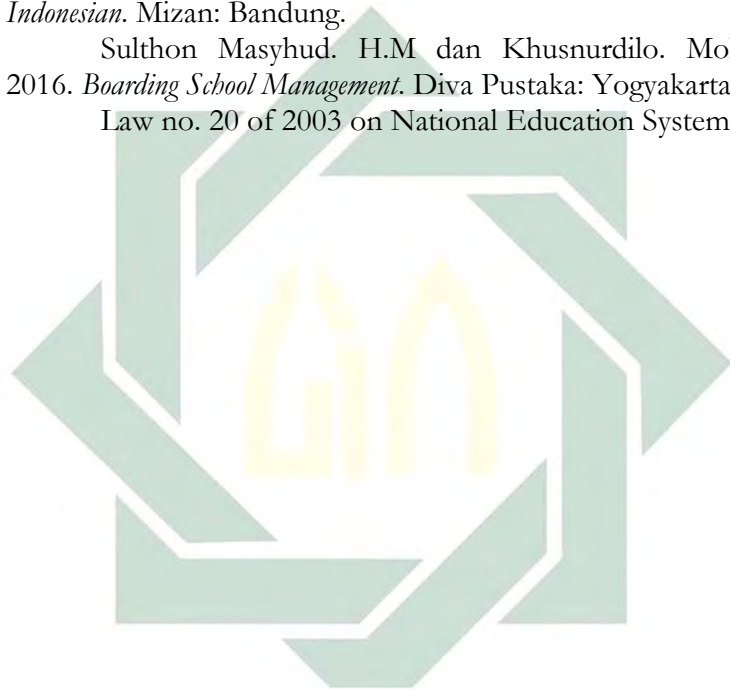 Indonesian. Mizan: Bandung.
Sulthon Masyhud. H.M dan Khusnurdilo.
2016. Boarding School Management. Diva Pustaka: Yogyakarta
Law no. 20 of 2003 on National Education System